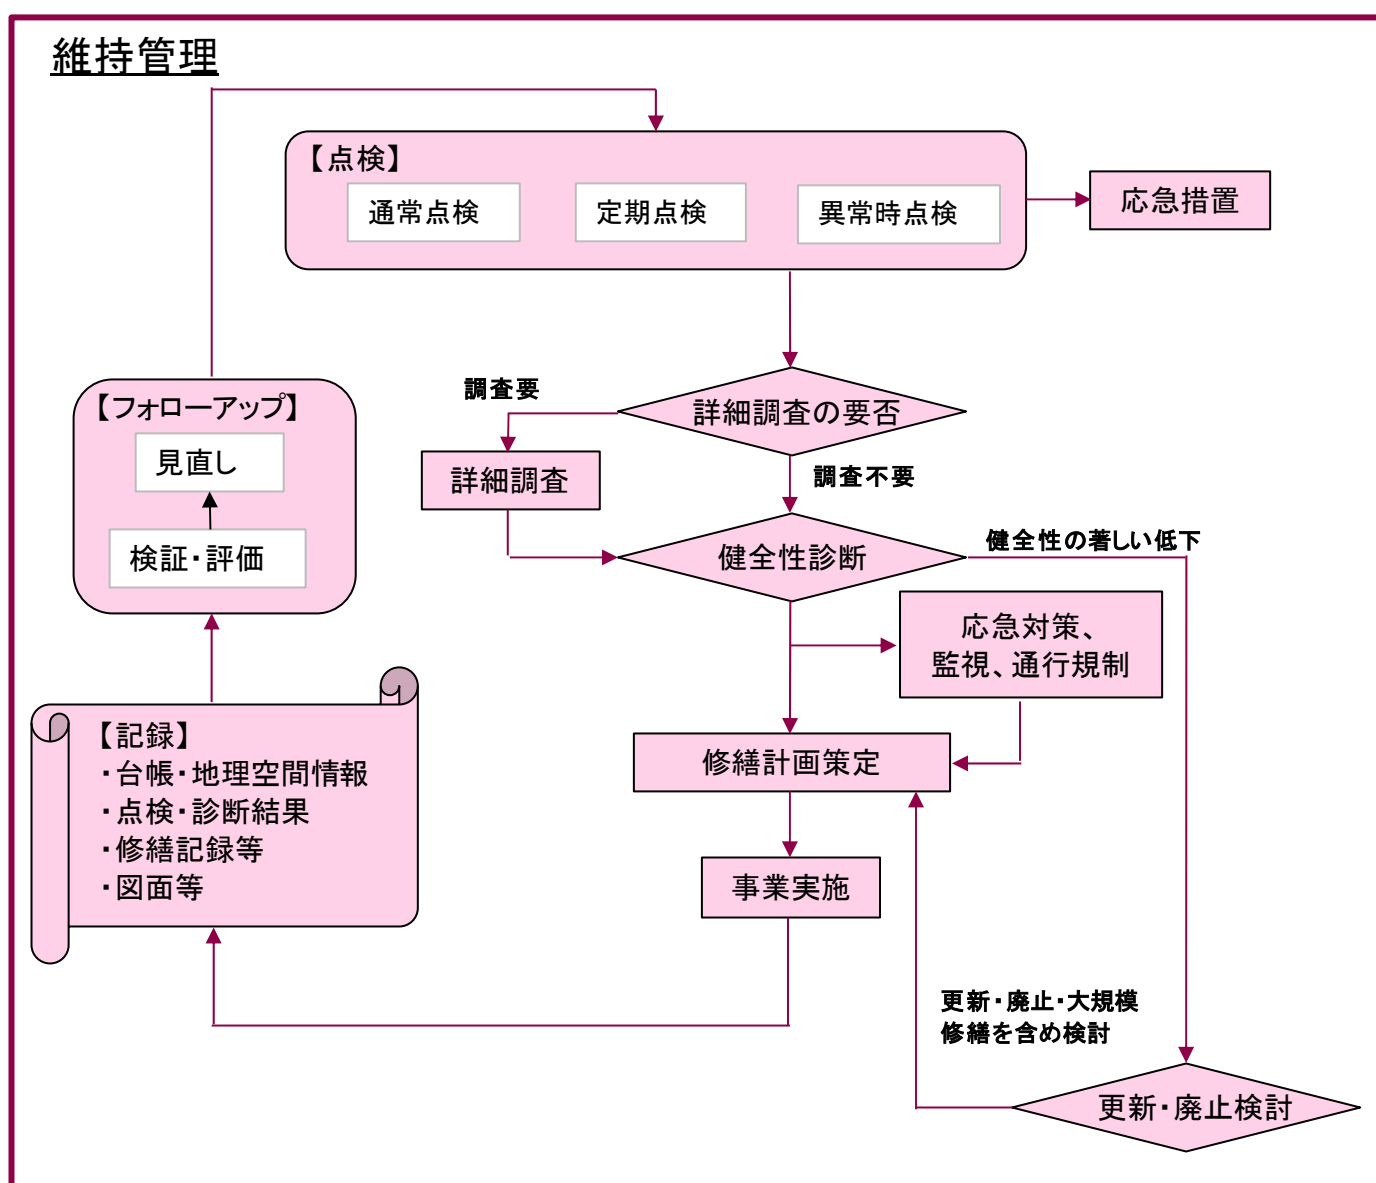 維持管理
【点検】
通常点検
定期点検
異常時点検
応急措置
調査要
詳細調査の要否
【フォローアップ】
見直し
検証・評価
詳細調査
調査不要
健全性診断
健全性の著しい低下
応急対策、
監視、通行規制
修繕計画策定
【記録】
・台帳・地理空間情報
・点検・診断結果
・修繕記録等
・図面等
事業実施
更新・廃止・大規模
修繕を含め検討
更新・廃止検討